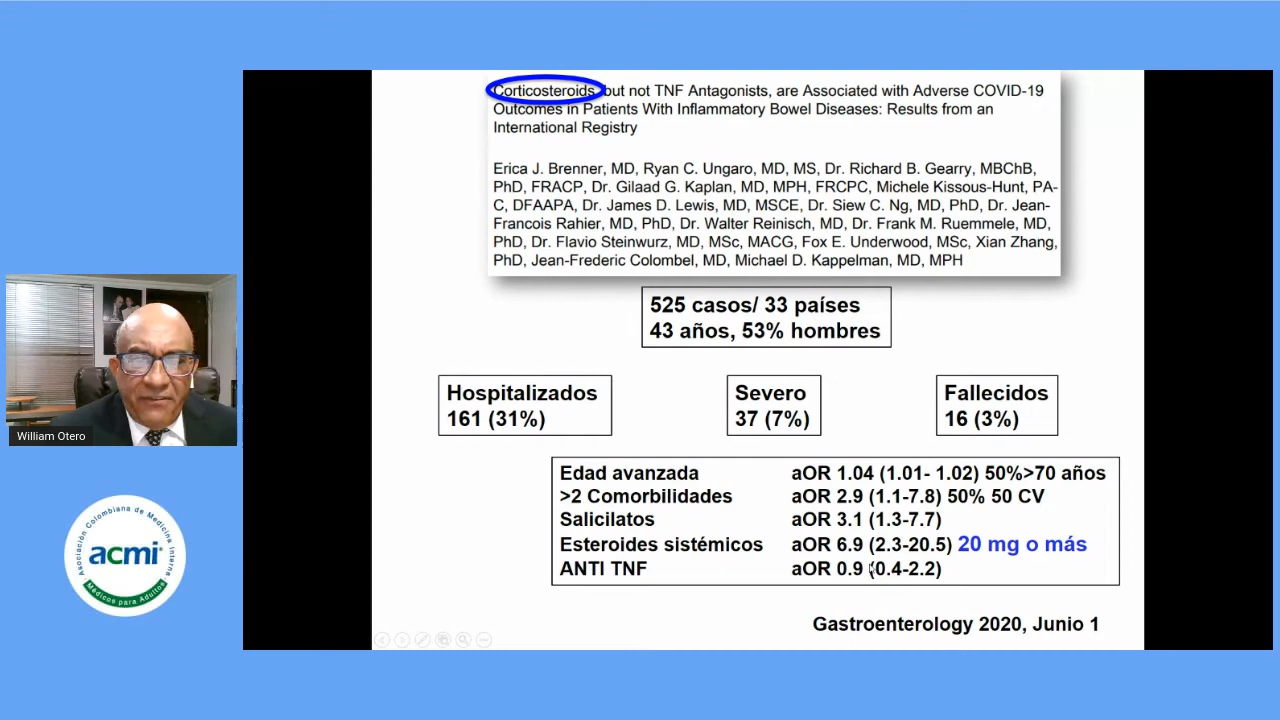 Corticosteroids but not TNF Antagonists, are Associated with Adverse COVID-19
Outcomes in Patients With Inflammatory Bowel Diseases: Results from an
International Registry
Erica J. Brenner, MD, Ryan C. Ungaro, MD, MS, Dr. Richard B. Gearry, MBChB,
PhD, FRACP, Dr. Gilaad G. Kaplan, MD, MPH, FRCPC, Michele Kissous-Hunt, PA-
C, DFAAPA, Dr. James D. Lewis, MD, MSCE, Dr. Siew C. Ng, MD, PhD, Dr. Jean-
Francois Rahier, MD, PhD, Dr. Walter Reinisch, MD, Dr. Frank M. Ruemmele, MD,
PhD, Dr. Flavio Steinwurz, MD, MSc, MACG, Fox E. Underwood, MSc, Xian Zhang,
PhD, Jean-Frederic Colombel, MD, Michael D. Kappelman, MD, MPH
525 casos/ 33 países
43 años, 53% hombres
Hospitalizados
161 (31%)
Severo
37 (7%)
Fallecidos
16 (3%)
Edad avanzada aOR 1.04 (1.01- 1.02) 50%>70 años
>2 Comorbilidades aOR 2.9 (1.1-7.8) 50% 50 CV
Salicilatos aOR 3.1 (1.3-7.7)
Esteroides sistémicos aOR 6.9 (2.3-20.5) 20 mg o más
ANTI TNF aOR 0.9 (0.4-2.2)
Gastroenterology 2020, Junio 1
William Otero
Asociación Colombiana de Medicina Interna
acmi
Médicos para Adultos